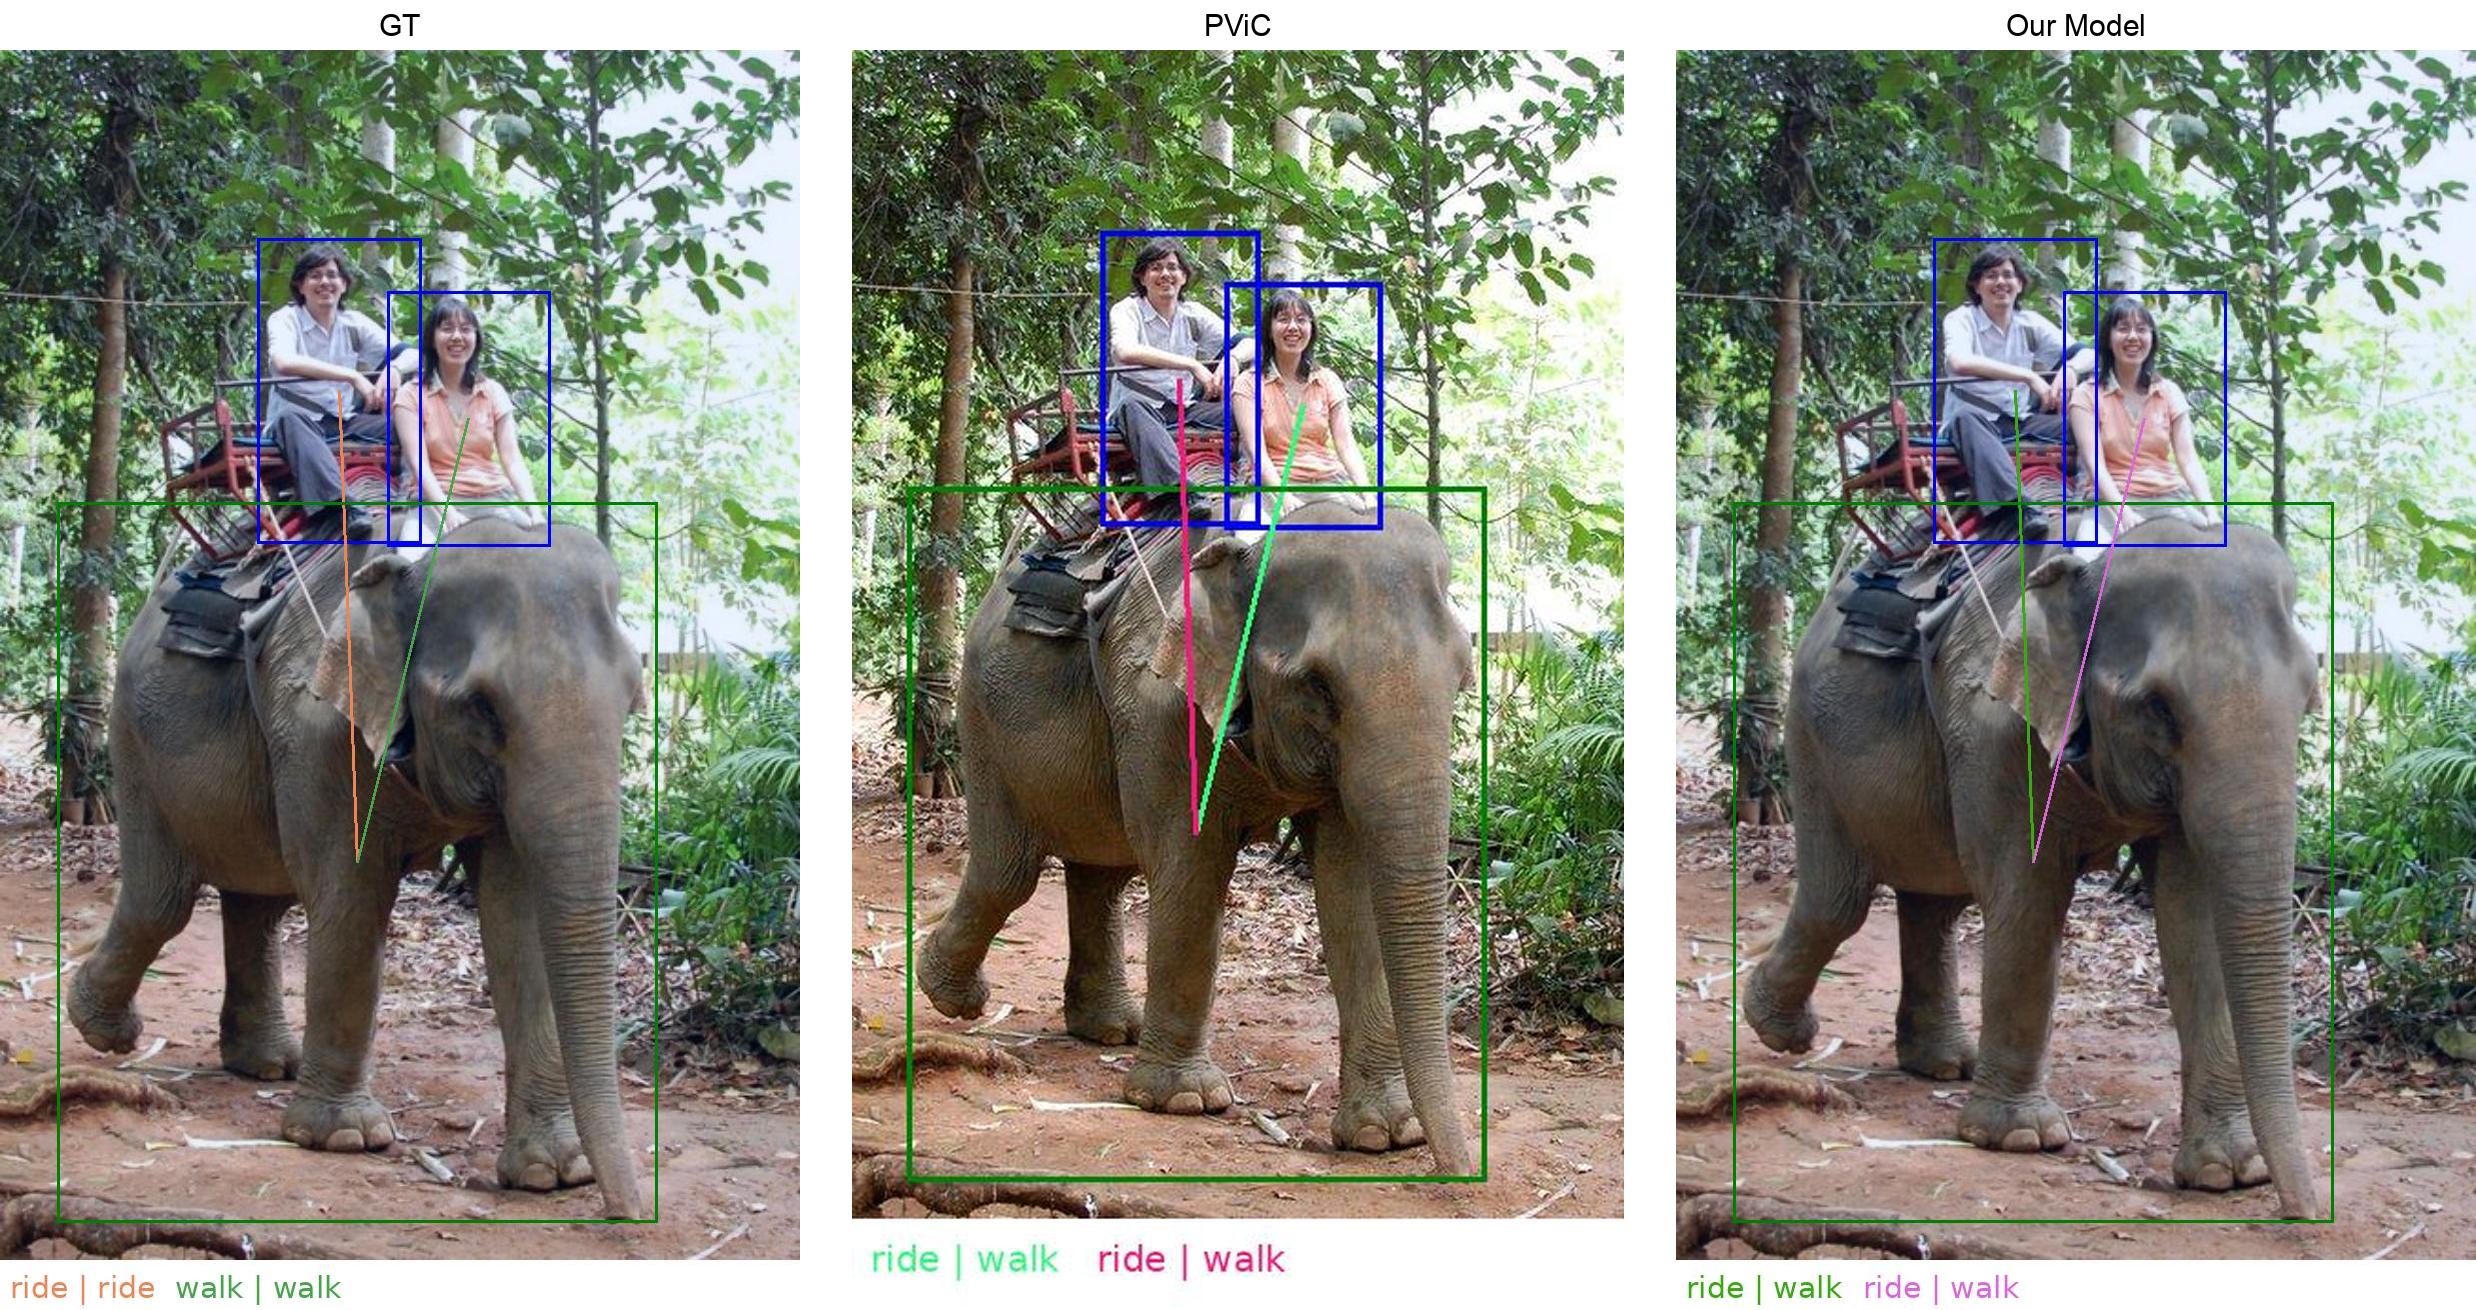 GT
PViC
Our Model
ride | ride  walk | walk
ride | walk  ride | walk
ride | walk  ride | walk